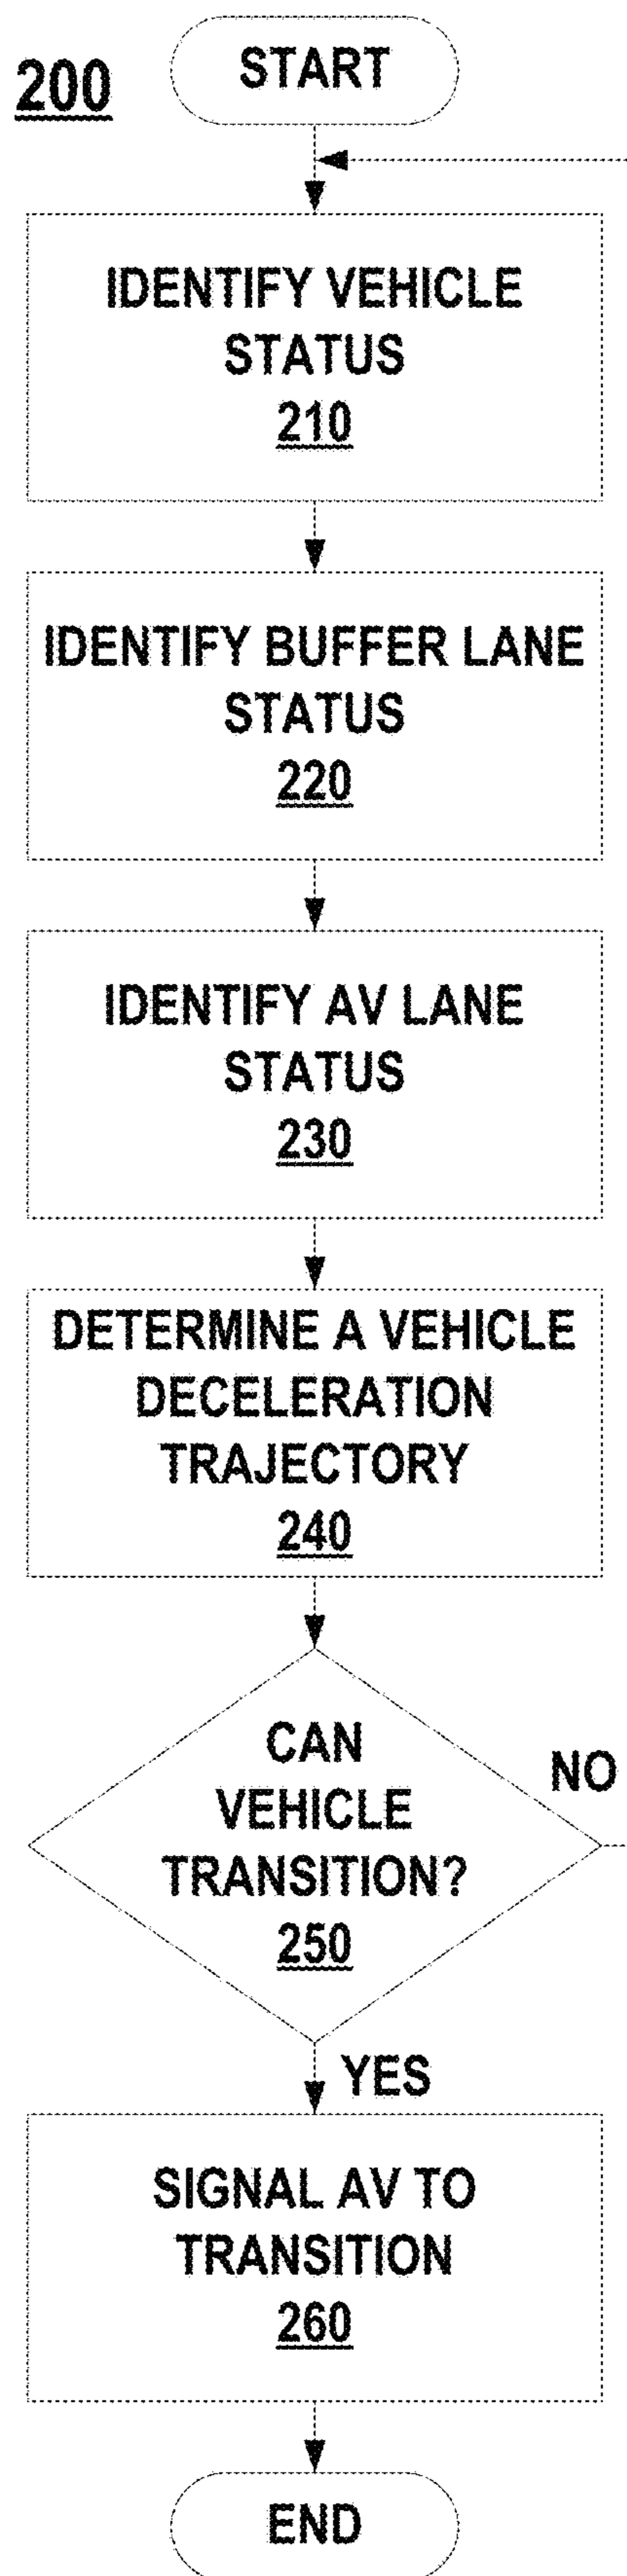 200
START
IDENTIFY VEHICLE
STATUS
210
IDENTIFY BUFFER LANE
STATUS
220
IDENTIFY AV LANE
STATUS
230
DETERMINE A VEHICLE
DECELERATION
TRAJECTORY
240
CAN
VEHICLE
TRANSITION?
250
NO
YES
SIGNAL AV TO
TRANSITION
260
END